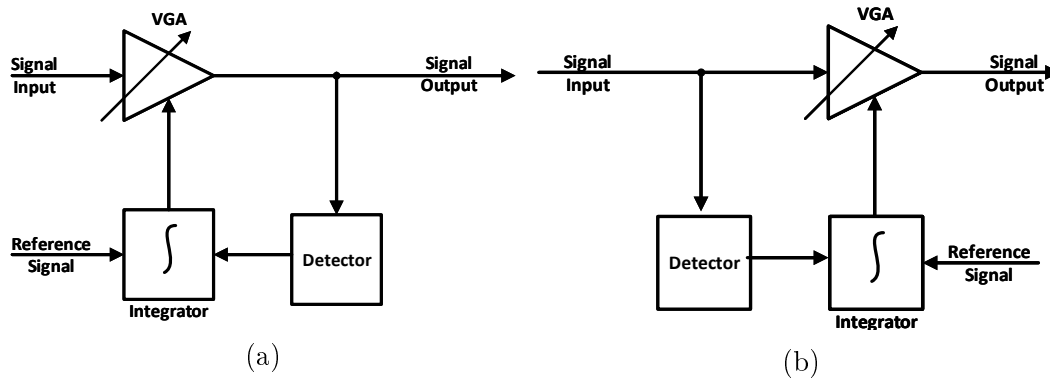 VGA
Signal
Input
Signal
Output
Reference
Signal
∫
Integrator
Detector
(a)
VGA
Signal
Input
Signal
Output
Detector
∫
Integrator
Reference
Signal
(b)